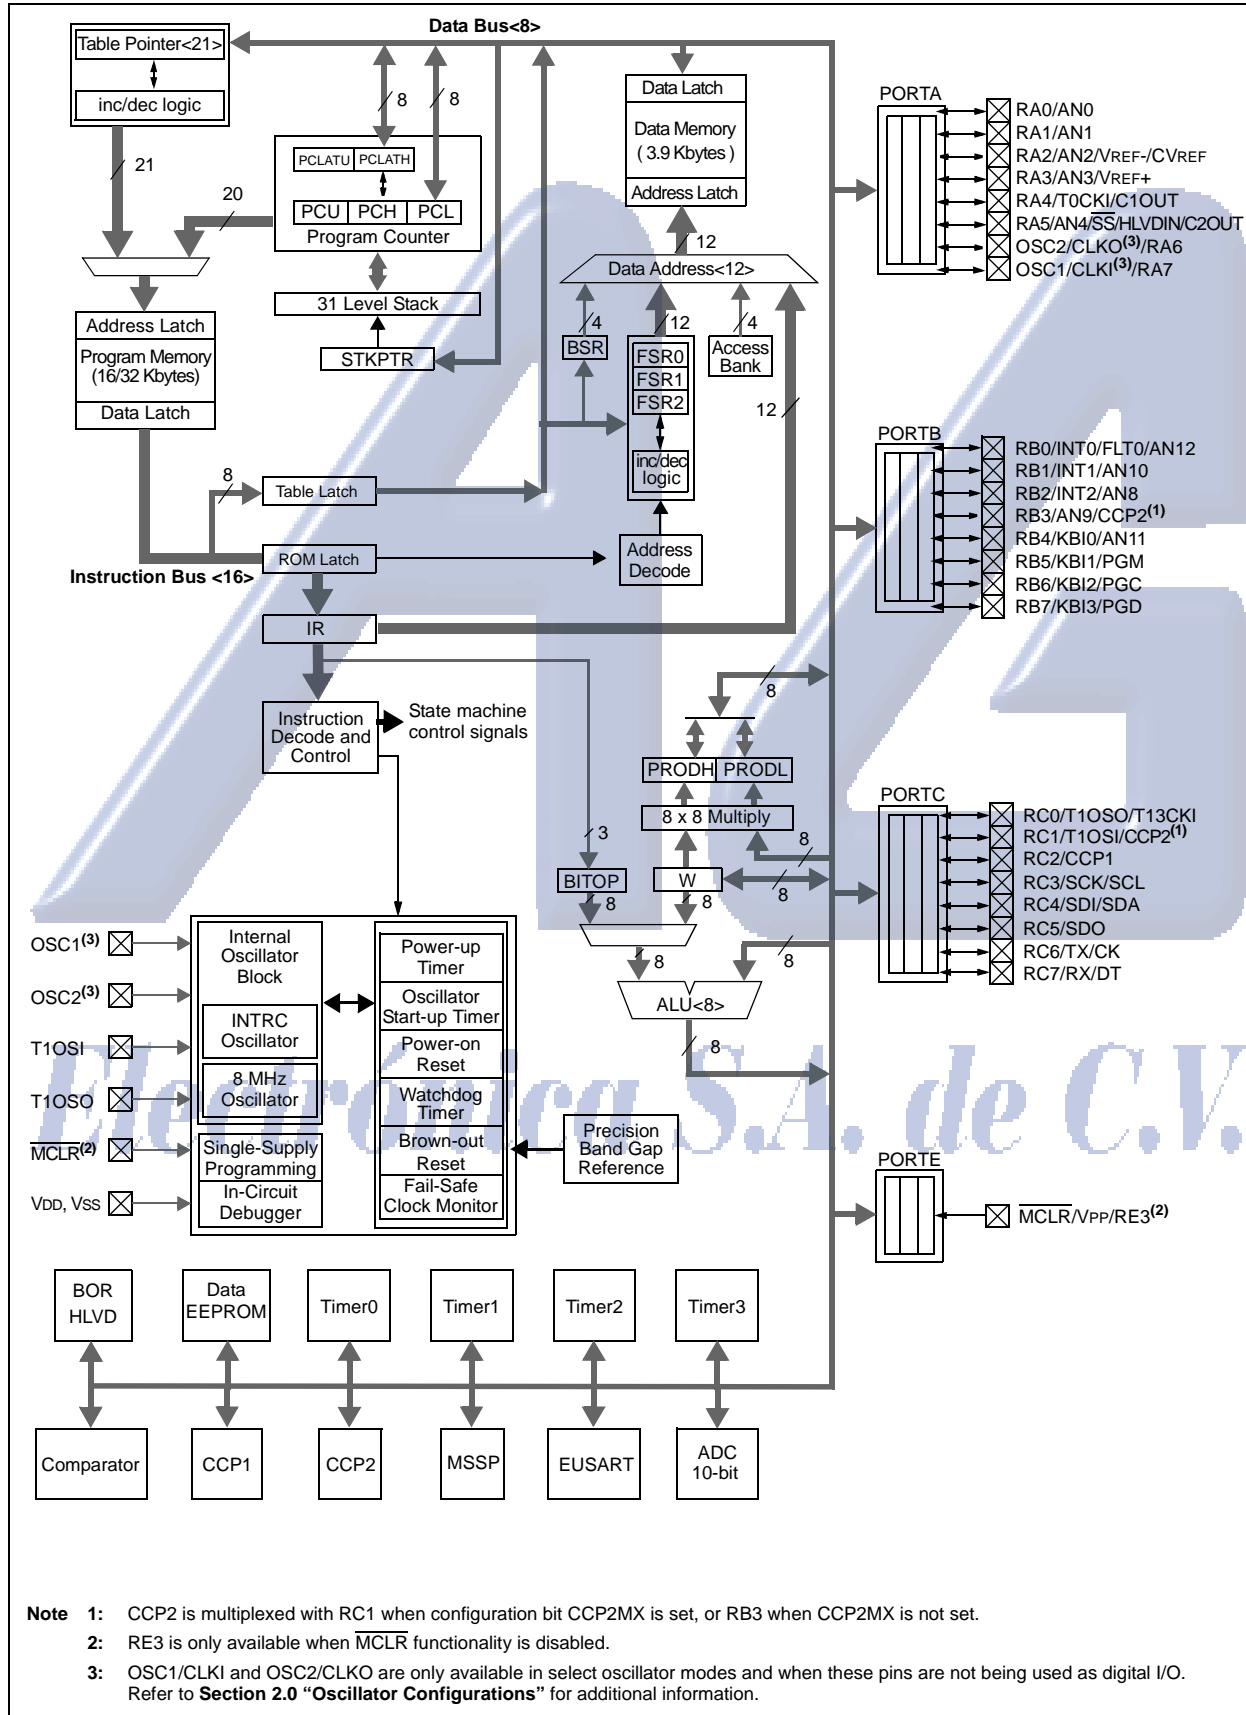 Data Bus<8>
Table Pointer<21>
inc/dec logic
21
20
8
8
PCLATU PCLATH
PCU PCH PCL
Program Counter
31 Level Stack
STKPTR
Address Latch
Program Memory
(16/32 Kbytes)
Data Latch
8
Table Latch
ROM Latch
Instruction Bus <16>
IR
Data Latch
Data Memory
( 3.9 Kbytes )
Address Latch
12
Data Address<12>
4
12
4
BSR
FSR0
FSR1
FSR2
inc/dec
logic
Access
Bank
12
Address
Decode
Instruction
Decode and
Control
State machine
control signals
8
PRODH PRODL
8 x 8 Multiply
3
8
BITOP
W
8
8
8
8
8
ALU<8>
8
PORTA
RA0/AN0
RA1/AN1
RA2/AN2/VREF-/CVREF
RA3/AN3/VREF+
RA4/T0CKI/C1OUT
RA5/AN4/SS/HLVDIN/C2OUT
OSC2/CLKO(3)/RA6
OSC1/CLKI(3)/RA7
PORTB
RB0/INT0/FLT0/AN12
RB1/INT1/AN10
RB2/INT2/AN8
RB3/AN9/CCP2(1)
RB4/KBI0/AN11
RB5/KBI1/PGM
RB6/KBI2/PGC
RB7/KBI3/PGD
PORTC
RC0/T1OSO/T13CKI
RC1/T1OSI/CCP2(1)
RC2/CCP1
RC3/SCK/SCL
RC4/SDI/SDA
RC5/SDO
RC6/TX/CK
RC7/RX/DT
PORTE
MCLR/VPP/RE3(2)
OSC1(3)
OSC2(3)
T1OSI
T1OSO
MCLR(2)
VDD, VSS
Internal
Oscillator
Block
INTRC
Oscillator
8 MHz
Oscillator
Single-Supply
Programming
In-Circuit
Debugger
Power-up
Timer
Oscillator
Start-up Timer
Power-on
Reset
Watchdog
Timer
Brown-out
Reset
Fail-Safe
Clock Monitor
Precision
Band Gap
Reference
Electrónica S.A. de C.V.
BOR
HLVD
Data
EEPROM
Timer0
Timer1
Timer2
Timer3
Comparator
CCP1
CCP2
MSSP
EUSART
ADC
10-bit
Note 1: CCP2 is multiplexed with RC1 when configuration bit CCP2MX is set, or RB3 when CCP2MX is not set.
2: RE3 is only available when MCLR functionality is disabled.
3: OSC1/CLKI and OSC2/CLKO are only available in select oscillator modes and when these pins are not being used as digital I/O.
Refer to Section 2.0 “Oscillator Configurations” for additional information.